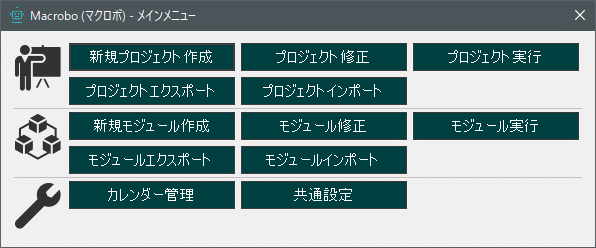 Macrobo (マクロボ) - メインメニュー
新規プロジェクト作成 プロジェクト修正 プロジェクト実行
プロジェクトエクスポート プロジェクトインポート
新規モジュール作成 モジュール修正 モジュール実行
モジュールエクスポート モジュールインポート
カレンダー管理 共通設定